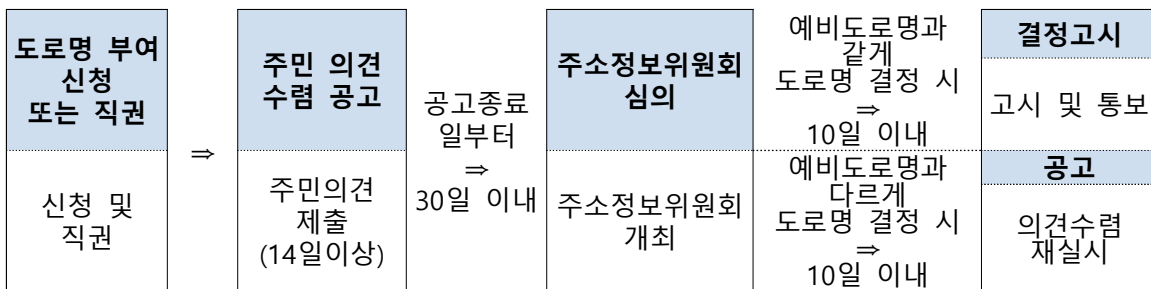 도로명 부여
신청
또는 직권
신청 및
직권
⇒
주민 의견
수렴 공고
주민의견
제출
(14일이상)
공고종료
일부터
⇒
30일 이내
주소정보위원회
심의
주소정보위원회
개최
예비도로명과
같게
도로명 결정 시
⇒
10일 이내
예비도로명과
다르게
도로명 결정 시
⇒
10일 이내
결정고시
고시 및 통보
공고
의견수렴
재실시